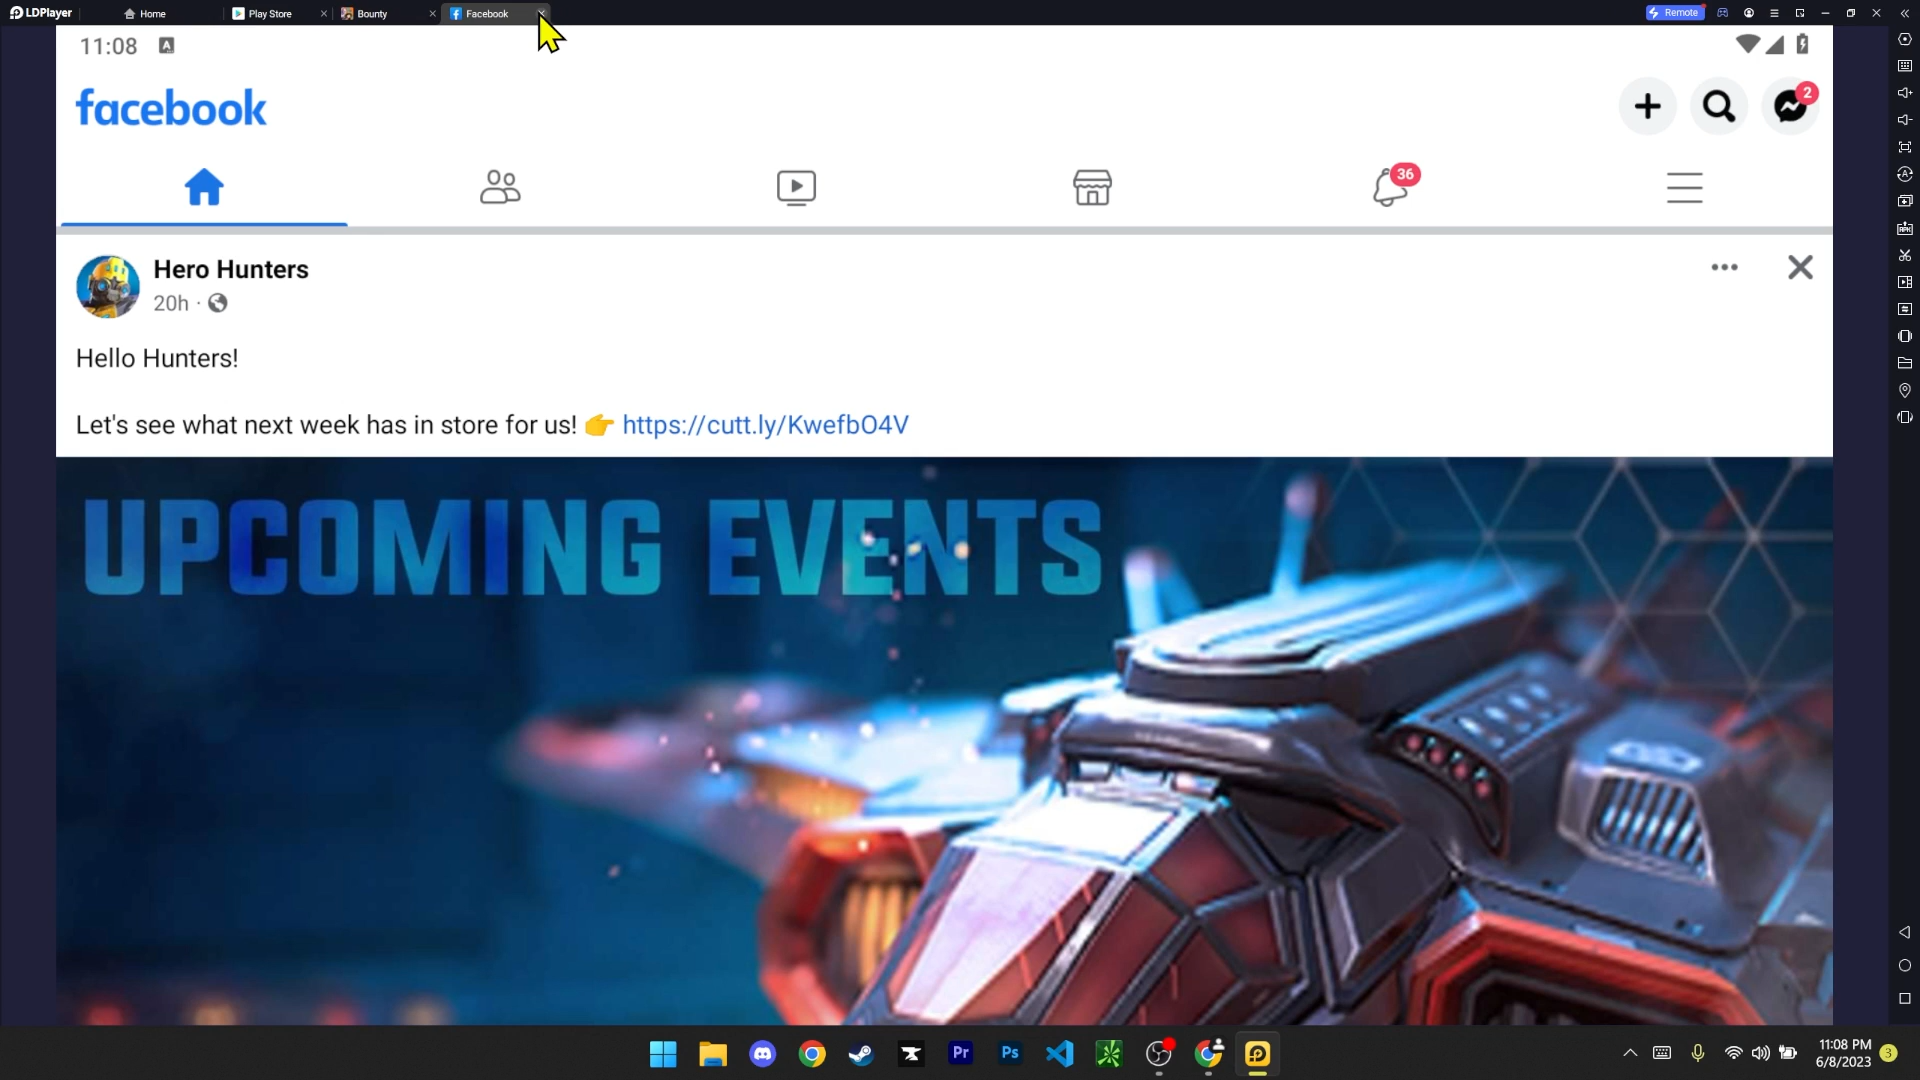 LDPlayer
Home
Play Store
Bounty
Facebook
Remote
11:08
A
facebook
2
36
Hero Hunters
20h ·
Hello Hunters!
Let's see what next week has in store for us! 👉 https://cutt.ly/KwefbO4V
UPCOMING EVENTS
Pr
Ps
11:08 PM
6/8/2023
3